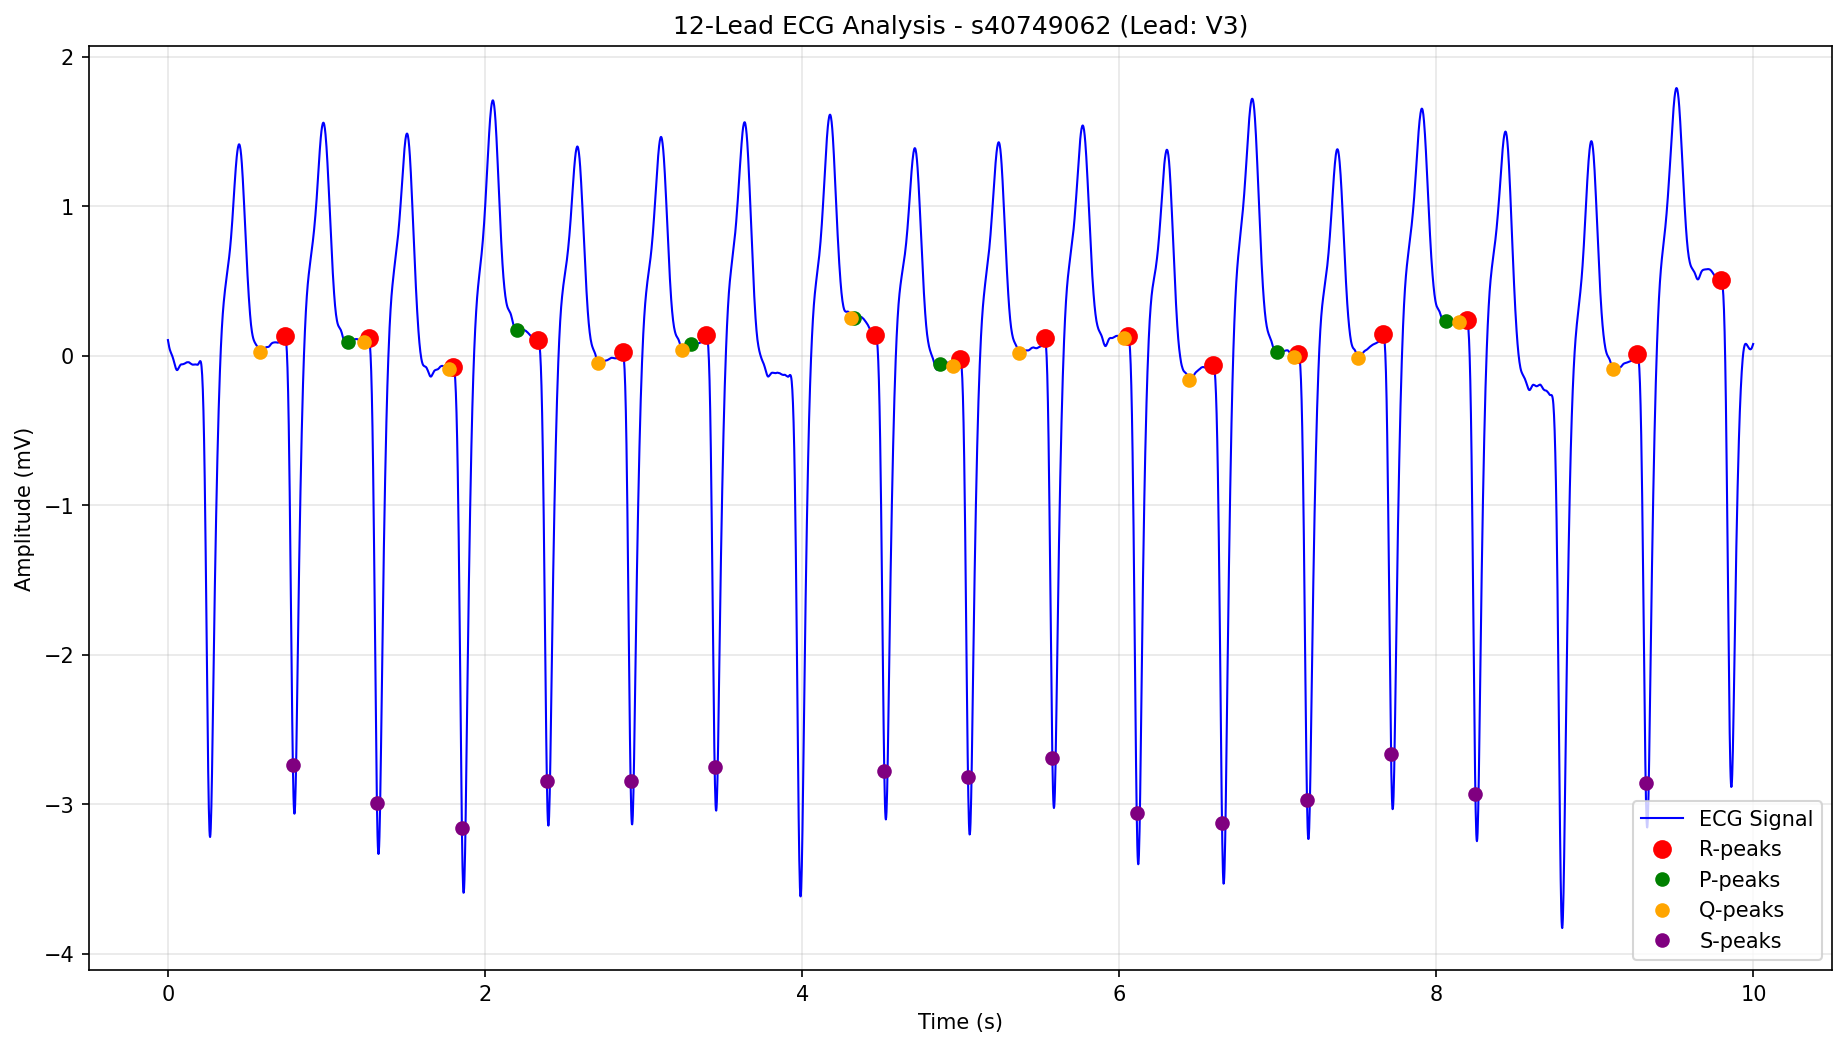 12-Lead ECG Analysis - s40749062 (Lead: V3)
2
1
0
−1
−2
−3
−4
Amplitude (mV)
ECG Signal
R-peaks
P-peaks
Q-peaks
S-peaks
0 2 4 6 8 10
Time (s)